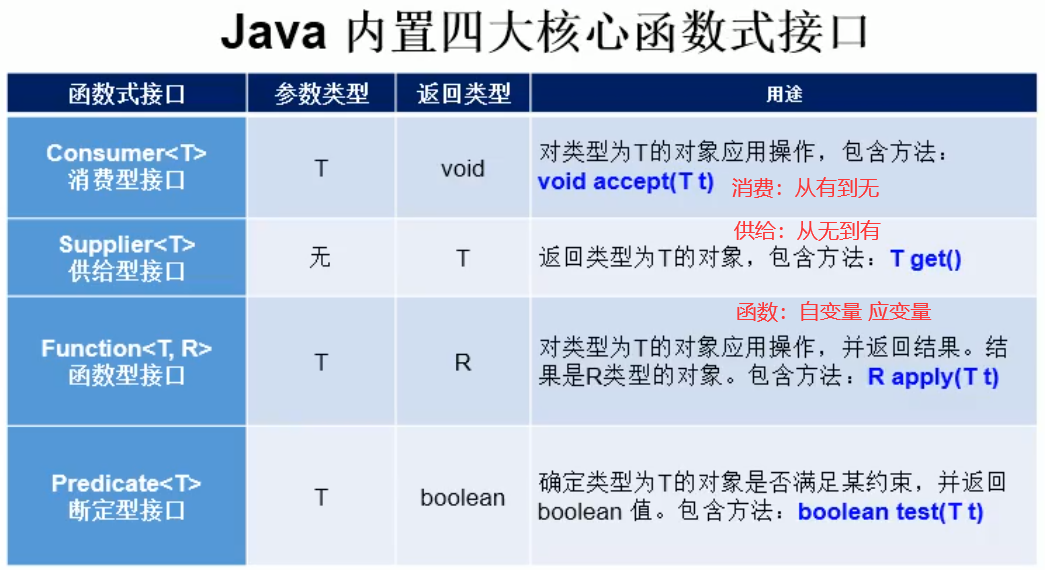 Java 内置四大核心函数式接口
函数式接口 参数类型 返回类型 用途
Consumer<T>
消费型接口
T
void
对类型为T的对象应用操作，包含方法：
void accept(T t) 消费：从有到无
Supplier<T>
供给型接口
无
T
供给：从无到有
返回类型为T的对象，包含方法：T get()
Function<T, R>
函数型接口
T
R
函数：自变量 应变量
对类型为T的对象应用操作，并返回结果。结
果是R类型的对象。包含方法：R apply(T t)
Predicate<T>
断定型接口
T
boolean
确定类型为T的对象是否满足某约束，并返回
boolean 值。包含方法：boolean test(T t)